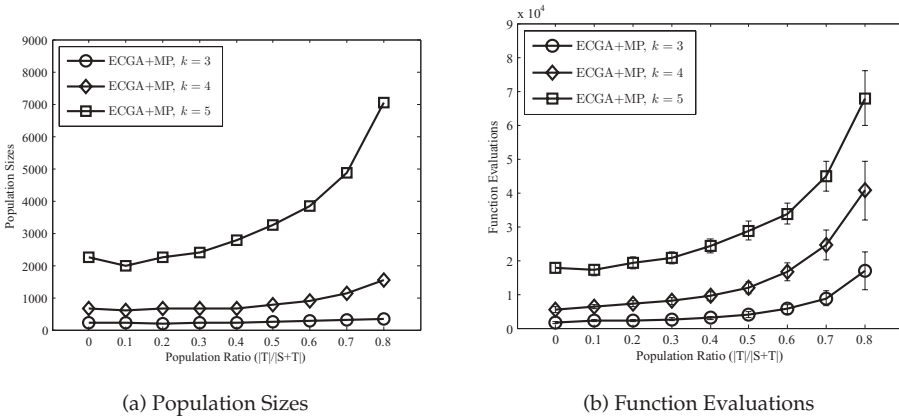 9000
8000
7000
6000
5000
4000
3000
2000
1000
0
Population Sizes
ECGA+MP, k = 3
ECGA+MP, k = 4
ECGA+MP, k = 5
0 0.1 0.2 0.3 0.4 0.5 0.6 0.7 0.8
Population Ratio (|T|/|S+T|)
(a) Population Sizes
9 x 10^4
8
7
6
5
4
3
2
1
0
Function Evaluations
ECGA+MP, k = 3
ECGA+MP, k = 4
ECGA+MP, k = 5
0 0.1 0.2 0.3 0.4 0.5 0.6 0.7 0.8
Population Ratio (|T|/|S+T|)
(b) Function Evaluations